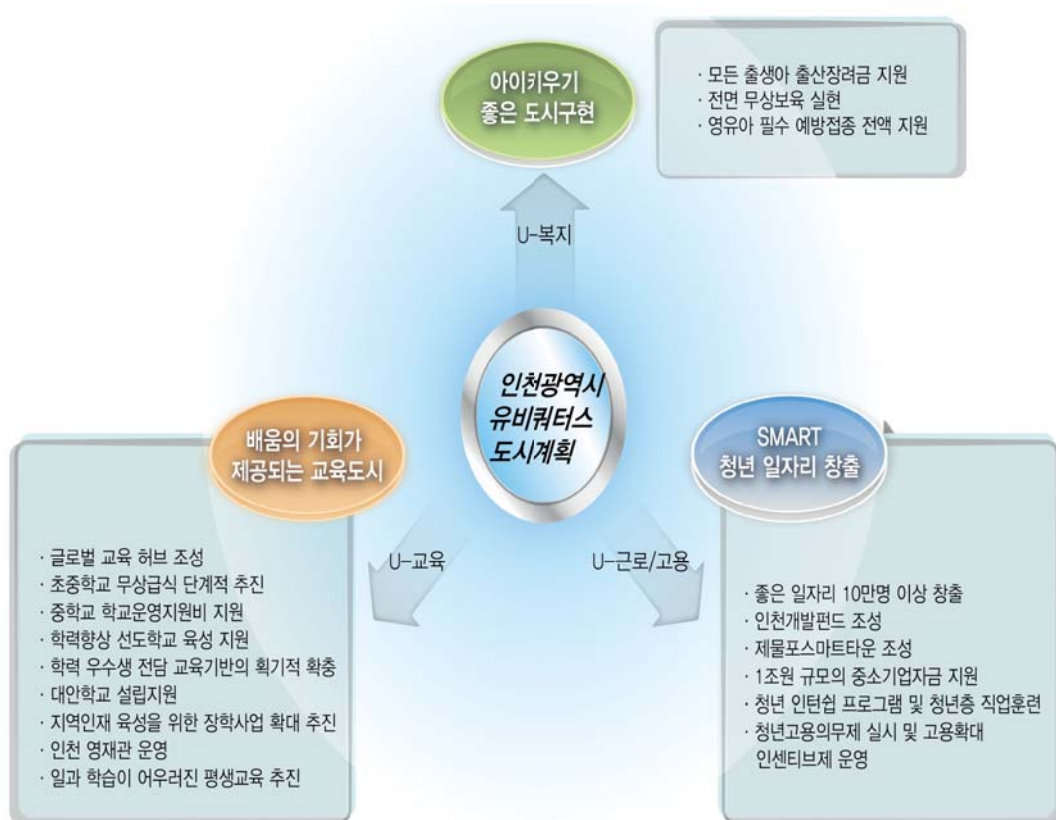 아이키우기
좋은 도시구현
· 모든 출생아 출산장려금 지원
· 전면 무상보육 실현
· 영유아 필수 예방접종 전액 지원
U-복지
인천광역시
유비쿼터스
도시계획
배움의 기회가
제공되는 교육도시
SMART
청년 일자리 창출
U-교육
U-근로/고용
· 글로벌 교육 허브 조성
· 초중학교 무상급식 단계적 추진
· 중학교 학교운영지원비 지원
· 학력향상 선도학교 육성 지원
· 학력 우수생 전담 교육기반의 획기적 확충
· 대안학교 설립지원
· 지역인재 육성을 위한 장학사업 확대 추진
· 인천 영재관 운영
· 일과 학습이 어우러진 평생교육 추진
· 좋은 일자리 10만명 이상 창출
· 인천개발펀드 조성
· 제물포스마트타운 조성
· 1조원 규모의 중소기업자금 지원
· 청년 인턴쉽 프로그램 및 청년층 직업훈련
· 청년고용의무제 실시 및 고용확대
인센티브제 운영